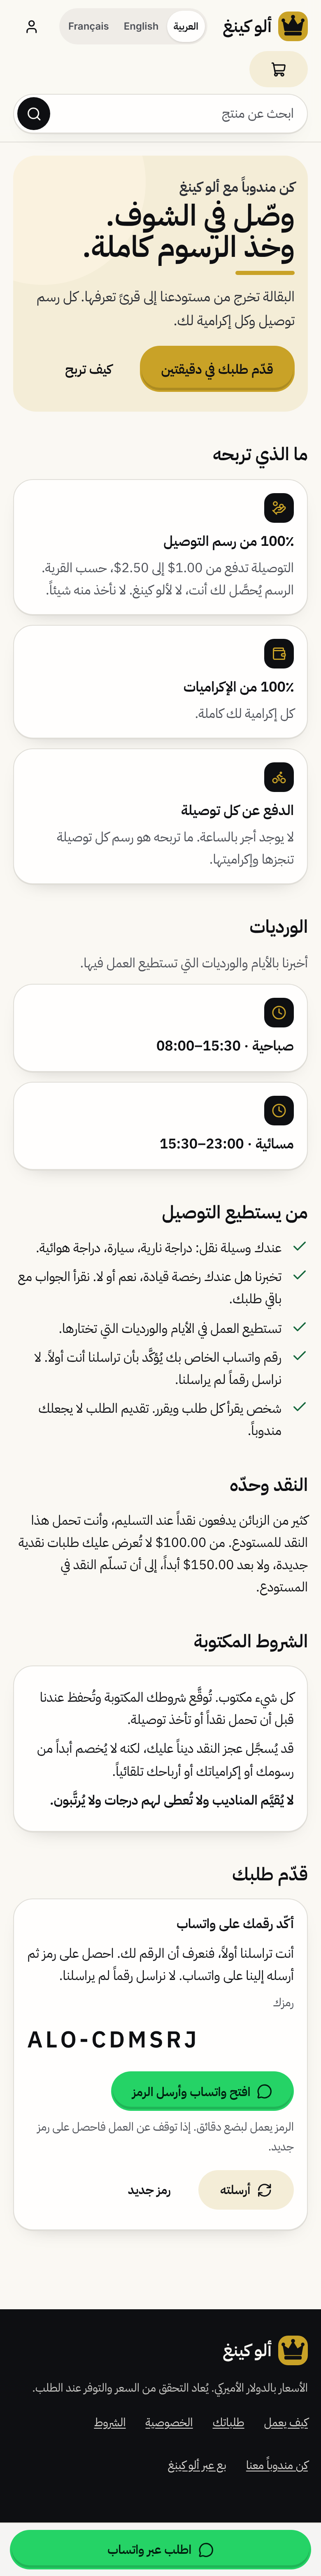 ألو كينغ
العربية English Français
ابحث عن منتج
كن مندوباً مع ألو كينغ
وصّل في الشوف.
وخذ الرسوم كاملة.
البقالة تخرج من مستودعنا إلى قرىً تعرفها. كل رسم
توصيل وكل إكرامية لك.
قدّم طلبك في دقيقتين
كيف تربح
ما الذي تربحه
100٪ من رسم التوصيل
التوصيلة تدفع من $1.00 إلى $2.50، حسب القرية.
الرسم يُحصَّل لك أنت، لا لألو كينغ. لا نأخذ منه شيئاً.
100٪ من الإكراميات
كل إكرامية لك كاملة.
الدفع عن كل توصيلة
لا يوجد أجر بالساعة. ما تربحه هو رسم كل توصيلة
تنجزها وإكراميتها.
الورديات
أخبرنا بالأيام والورديات التي تستطيع العمل فيها.
صباحية · 08:00–15:30
مسائية · 15:30–23:00
من يستطيع التوصيل
عندك وسيلة نقل: دراجة نارية، سيارة، دراجة هوائية.
تخبرنا هل عندك رخصة قيادة، نعم أو لا. نقرأ الجواب مع
باقي طلبك.
تستطيع العمل في الأيام والورديات التي تختارها.
رقم واتساب الخاص بك يُؤكَّد بأن تراسلنا أنت أولاً. لا
نراسل رقماً لم يراسلنا.
شخص يقرأ كل طلب ويقرر. تقديم الطلب لا يجعلك
مندوباً.
النقد وحدّه
كثير من الزبائن يدفعون نقداً عند التسليم، وأنت تحمل هذا
النقد للمستودع. من $100.00 لا تُعرض عليك طلبات نقدية
جديدة، ولا بعد $150.00 أبداً، إلى أن تسلّم النقد في
المستودع.
الشروط المكتوبة
كل شيء مكتوب. تُوقَّع شروطك المكتوبة وتُحفظ عندنا
قبل أن تحمل نقداً أو تأخذ توصيلة.
قد يُسجَّل عجز النقد ديناً عليك، لكنه لا يُخصم أبداً من
رسومك أو إكرامياتك أو أرباحك تلقائياً.
لا يُقيَّم المناديب ولا تُعطى لهم درجات ولا يُرتَّبون.
قدّم طلبك
أكّد رقمك على واتساب
أنت تراسلنا أولاً، فنعرف أن الرقم لك. احصل على رمز ثم
أرسله إلينا على واتساب. لا نراسل رقماً لم يراسلنا.
رمزك
ALO-CDMSRJ
افتح واتساب وأرسل الرمز
الرمز يعمل لبضع دقائق. إذا توقف عن العمل فاحصل على رمز
جديد.
أرسلته
رمز جديد
ألو كينغ
الأسعار بالدولار الأميركي. يُعاد التحقق من السعر والتوفر عند الطلب.
كيف يعمل طلباتك الخصوصية الشروط
كن مندوباً معنا بع عبر ألو كينغ
اطلب عبر واتساب